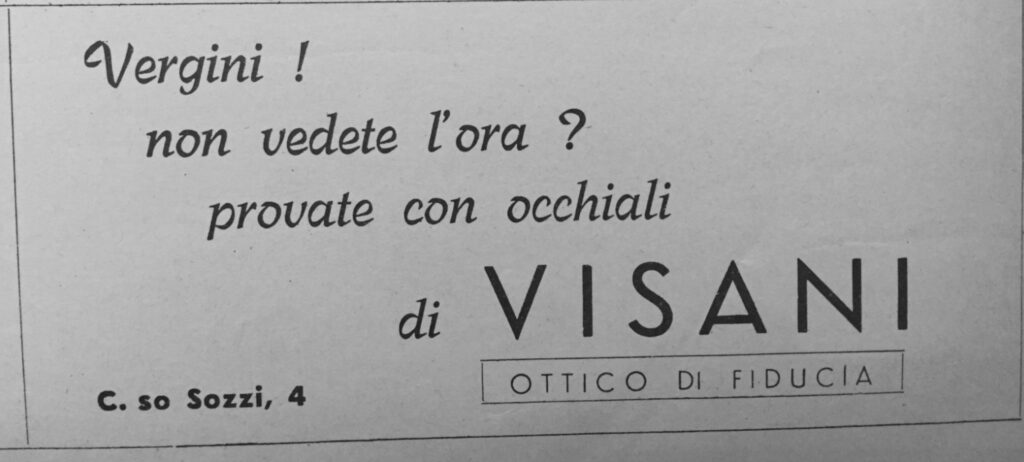 Vergini !
non vedete l'ora ?
provate con occhiali
di VISANI
OTTICO DI FIDUCIA
C. so Sozzi, 4